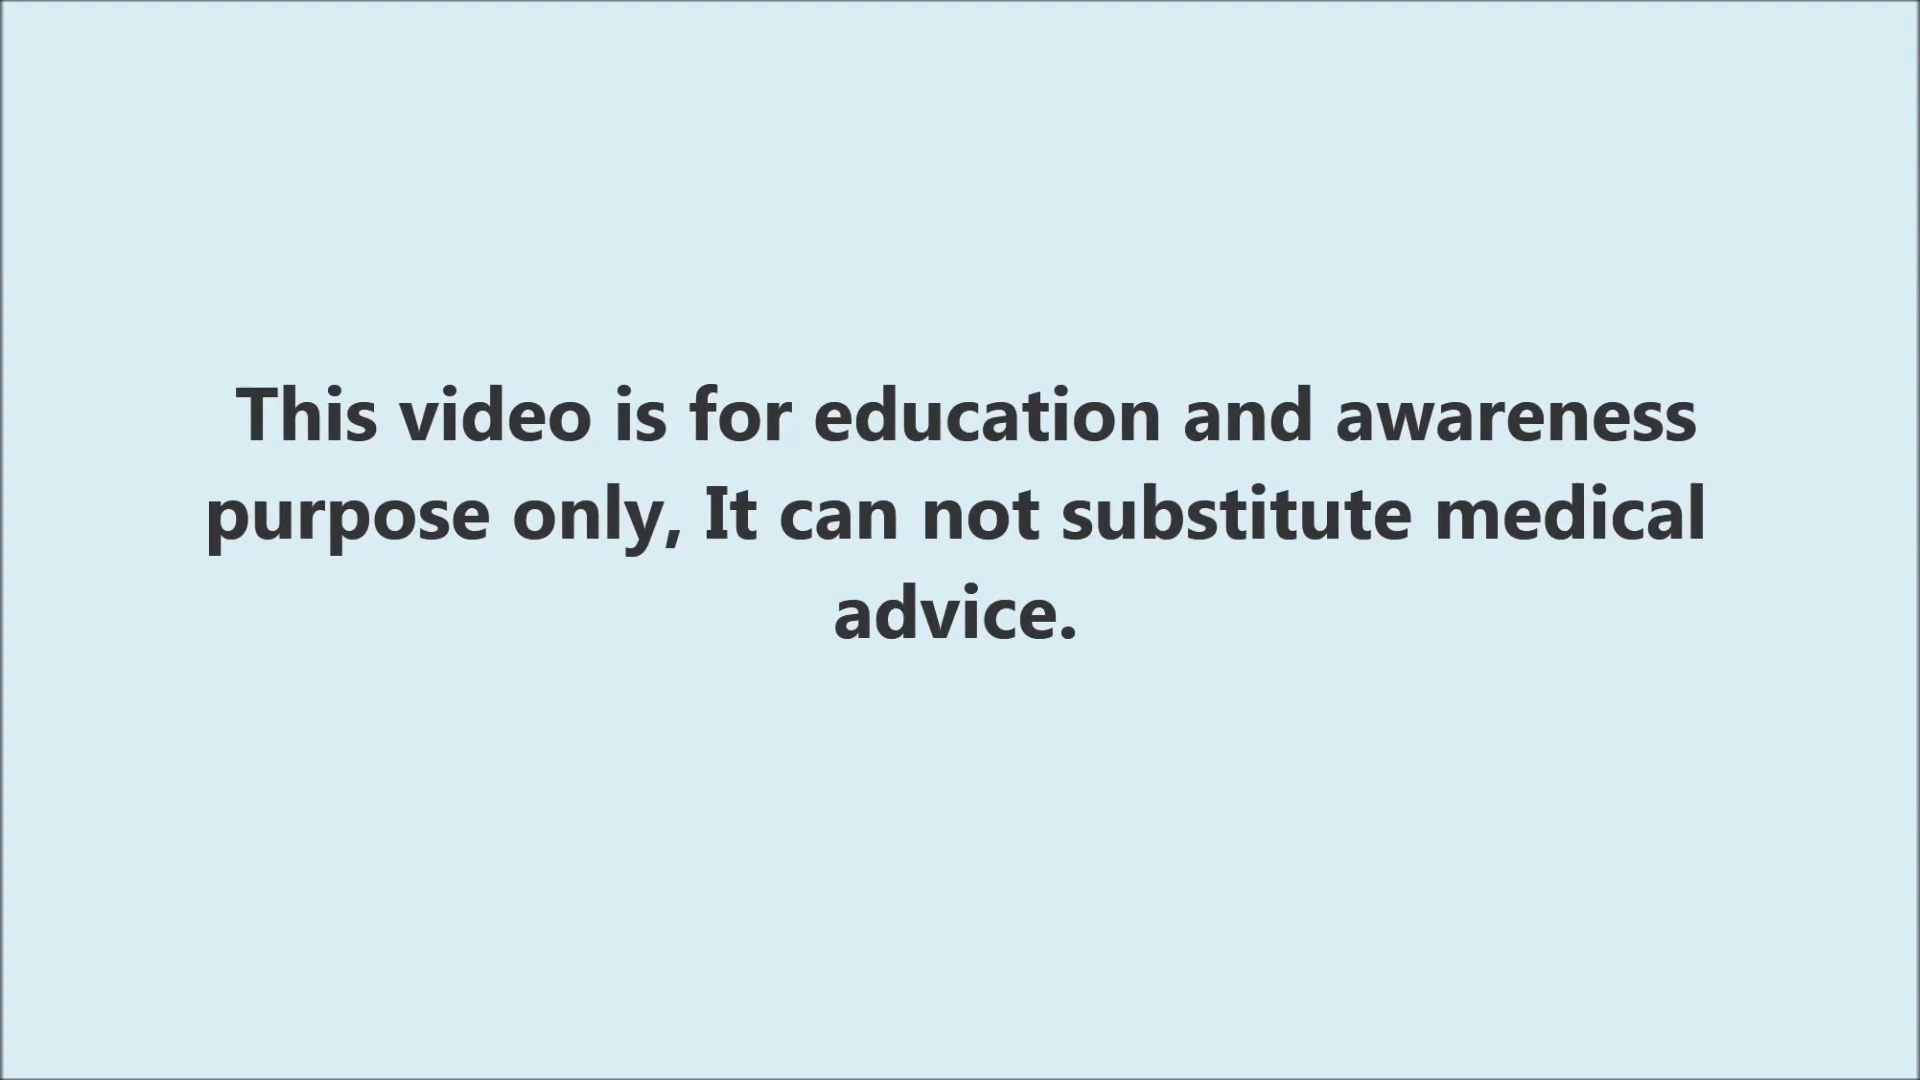 This video is for education and awareness
purpose only, It can not substitute medical
advice.